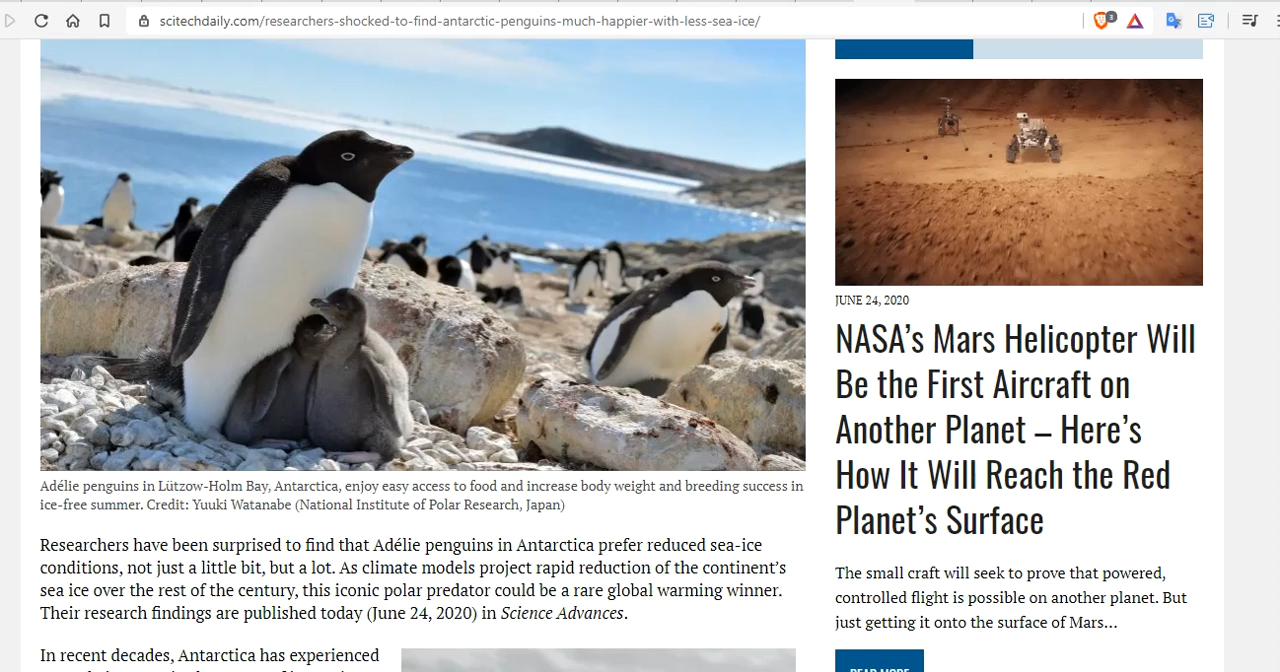 scitechdaily.com/researchers-shocked-to-find-antarctic-penguins-much-happier-with-less-sea-ice/
3
Adélie penguins in Lützow-Holm Bay, Antarctica, enjoy easy access to food and increase body weight and breeding success in
ice-free summer. Credit: Yuuki Watanabe (National Institute of Polar Research, Japan)
Researchers have been surprised to find that Adélie penguins in Antarctica prefer reduced sea-ice
conditions, not just a little bit, but a lot. As climate models project rapid reduction of the continent's
sea ice over the rest of the century, this iconic polar predator could be a rare global warming winner.
Their research findings are published today (June 24, 2020) in Science Advances.
In recent decades, Antarctica has experienced
JUNE 24, 2020
NASA's Mars Helicopter Will
Be the First Aircraft on
Another Planet – Here's
How It Will Reach the Red
Planet's Surface
The small craft will seek to prove that powered,
controlled flight is possible on another planet. But
just getting it onto the surface of Mars...
READ MORE